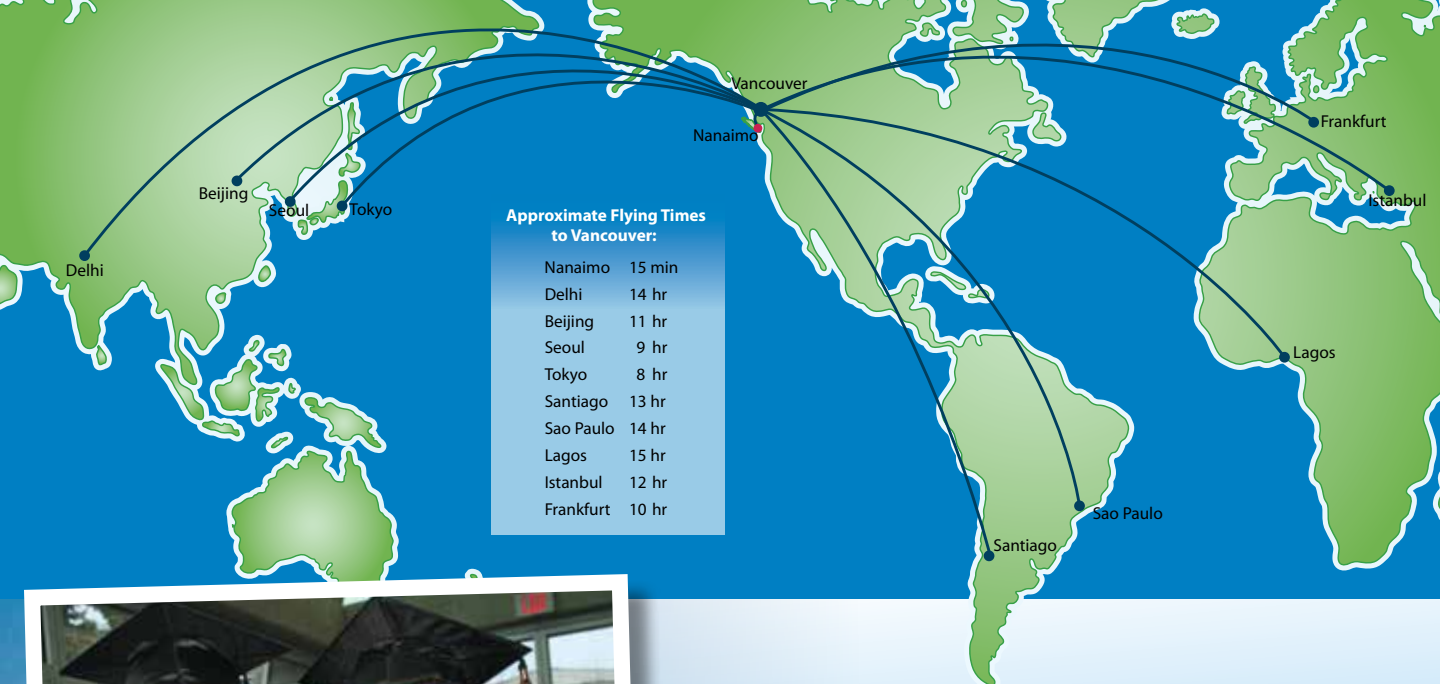 Vancouver
Nanaimo
Frankfurt
Istanbul
Beijing
Seoul
Tokyo
Delhi
Lagos
Sao Paulo
Santiago
Approximate Flying Times
to Vancouver:
Nanaimo 15 min
Delhi 14 hr
Beijing 11 hr
Seoul 9 hr
Tokyo 8 hr
Santiago 13 hr
Sao Paulo 14 hr
Lagos 15 hr
Istanbul 12 hr
Frankfurt 10 hr